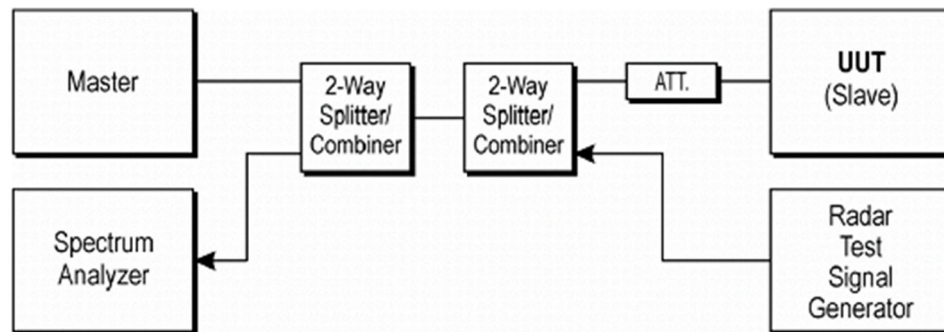 Master
2-Way
Splitter/
Combiner
2-Way
Splitter/
Combiner
ATT.
UUT
(Slave)
Spectrum
Analyzer
Radar
Test
Signal
Generator